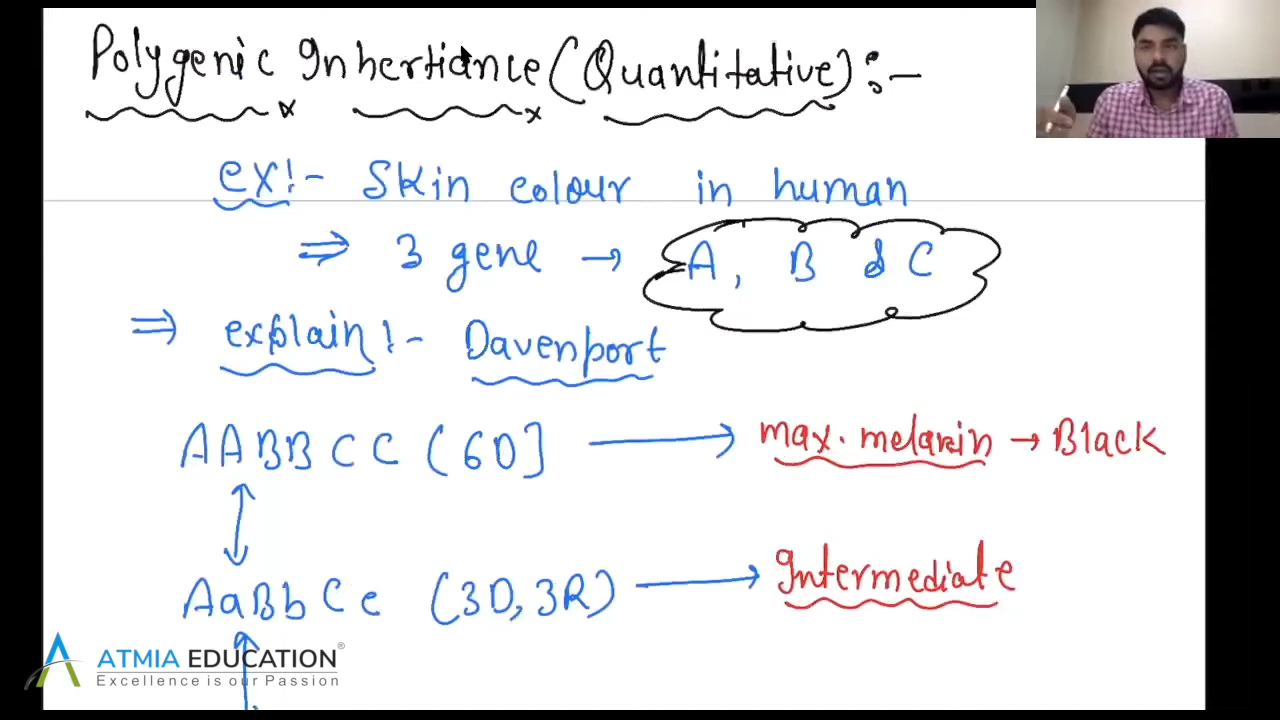 Polygenic Inhertiance (Quantitative) :-
ex!- Skin colour in human
⇒ 3 gene → A, B & C
⇒ explain!- Davenport
AABBCC (6D] → max. melanin → Black
AaBbCc (3D, 3R) → Intermediate
ATMIA EDUCATION®
Excellence is our Passion